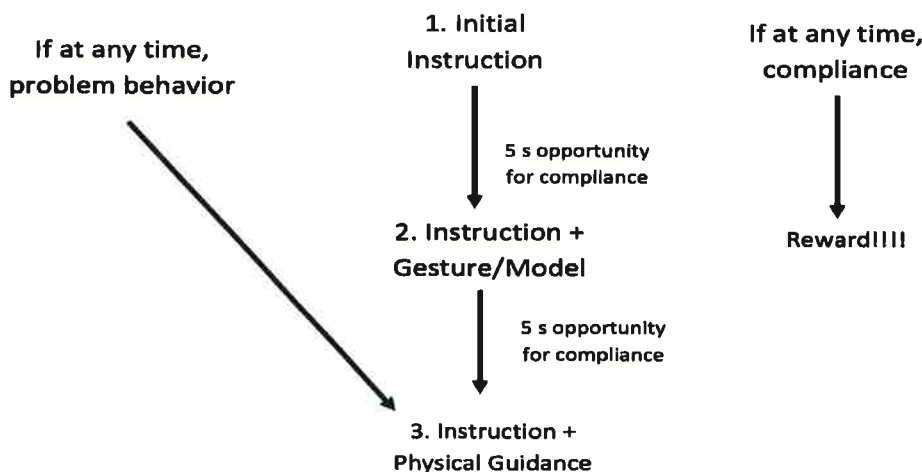 If at any time,
problem behavior
1. Initial
Instruction
5 s opportunity
for compliance
2. Instruction +
Gesture/Model
5 s opportunity
for compliance
3. Instruction +
Physical Guidance
If at any time,
compliance
Reward!!!!